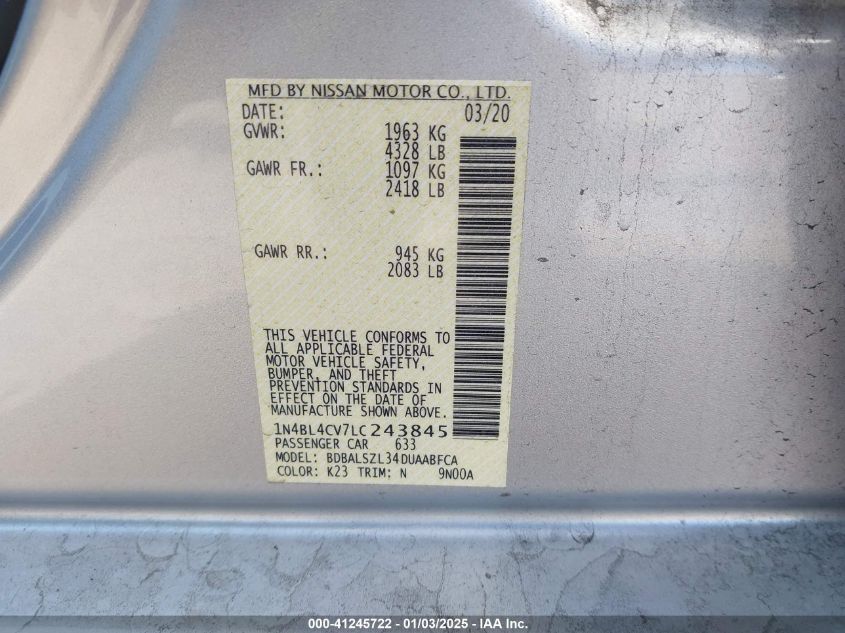 MFD BY NISSAN MOTOR CO., LTD.
DATE: 03/20
GVWR: 1963 KG
4328 LB
GAWR FR.: 1097 KG
2418 LB
GAWR RR.: 945 KG
2083 LB
THIS VEHICLE CONFORMS TO
ALL APPLICABLE FEDERAL
MOTOR VEHICLE SAFETY,
BUMPER, AND THEFT
PREVENTION STANDARDS IN
EFFECT ON THE DATE OF
MANUFACTURE SHOWN ABOVE.
1N4BL4CV7LC243845
PASSENGER CAR 633
MODEL: BDBALSZL34DUAABFCA
COLOR: K23 TRIM: N 9N00A
000-41245722 - 01/03/2025 - IAA Inc.